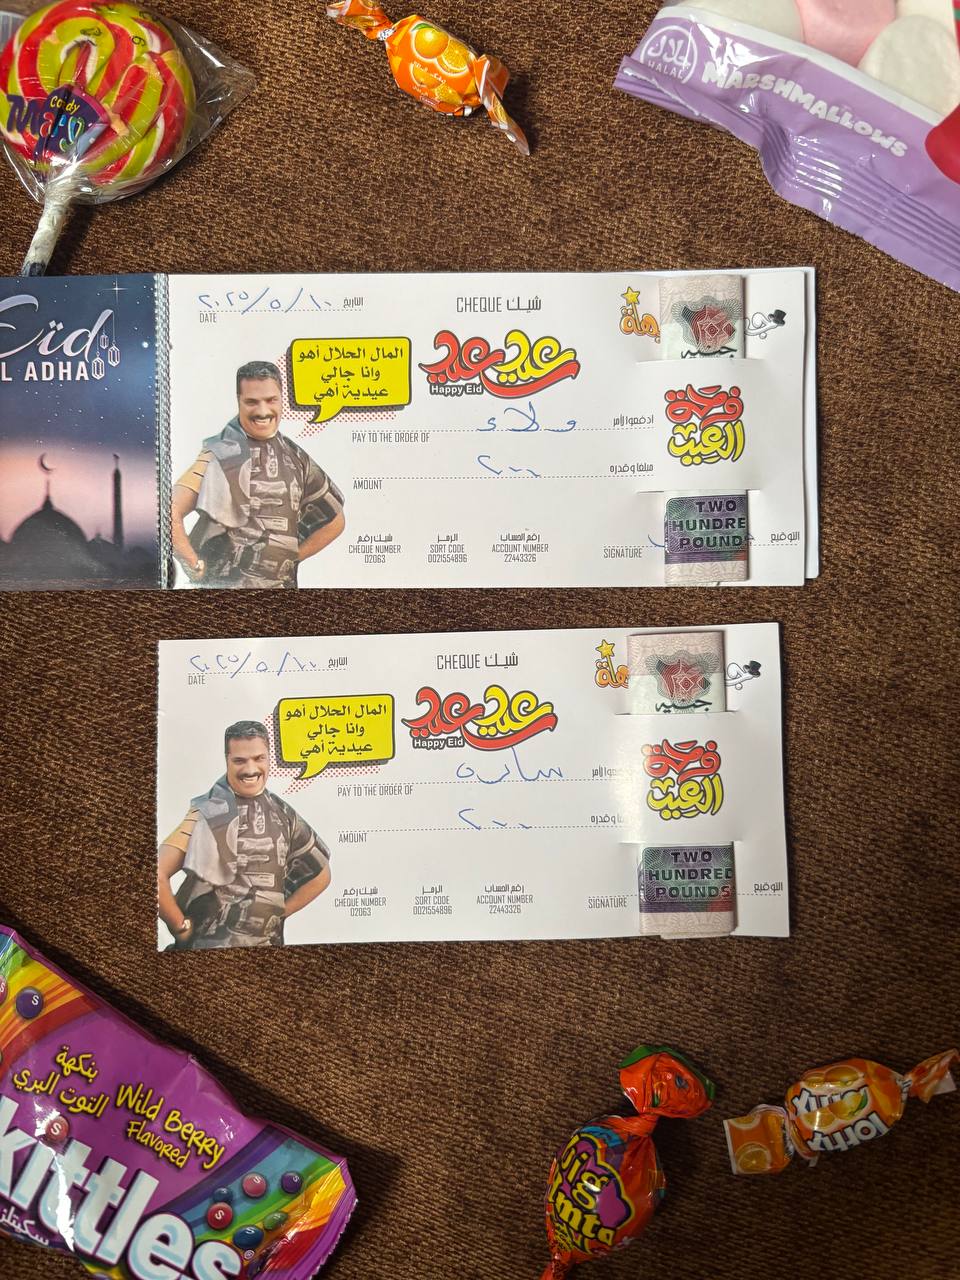 Candy
HALAL
حلال
MARSHMALLOWS
Eid
L ADHA
٢٠٢٥/٥/١٠ التاريخ
DATE
CHEQUE شيك
المال الحلال أهو
وانا جالي
عيدية أهي
عيد عيد
Happy Eid
ادفعوا لأمر ولاء
PAY TO THE ORDER OF
مبلغا وقدره ٢٠٠
AMOUNT
جنيه
فرحة
العيد
TWO
HUNDRE
POUNDS
شيك رقم
CHEQUE NUMBER
02063
الرمز
SORT CODE
0021554896
رقم الحساب
ACCOUNT NUMBER
22443326
SIGNATURE التوقيع
٢٠٢٥/٥/١٠ التاريخ
DATE
CHEQUE شيك
المال الحلال أهو
وانا جالي
عيدية أهي
عيد عيد
Happy Eid
سارة
PAY TO THE ORDER OF
وقدره ٢٠٠
AMOUNT
جنيه
فرحة
العيد
TWO
HUNDRED
POUNDS
شيك رقم
CHEQUE NUMBER
02063
الرمز
SORT CODE
0021554896
رقم الحساب
ACCOUNT NUMBER
22443326
SIGNATURE التوقيع
بنكهة
التوت البري
Wild Berry
Flavored
kittles
سكيتلز